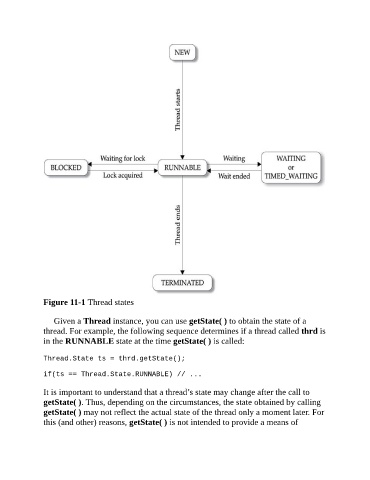 NEW
Thread starts
Waiting for lock
Waiting
BLOCKED
RUNNABLE
WAITING
or
TIMED_WAITING
Lock acquired
Wait ended
Thread ends
TERMINATED
Figure 11-1 Thread states
Given a Thread instance, you can use getState( ) to obtain the state of a
thread. For example, the following sequence determines if a thread called thrd is
in the RUNNABLE state at the time getState( ) is called:
Thread.State ts = thrd.getState();
if(ts == Thread.State.RUNNABLE) // ...
It is important to understand that a thread's state may change after the call to
getState( ). Thus, depending on the circumstances, the state obtained by calling
getState( ) may not reflect the actual state of the thread only a moment later. For
this (and other) reasons, getState( ) is not intended to provide a means of